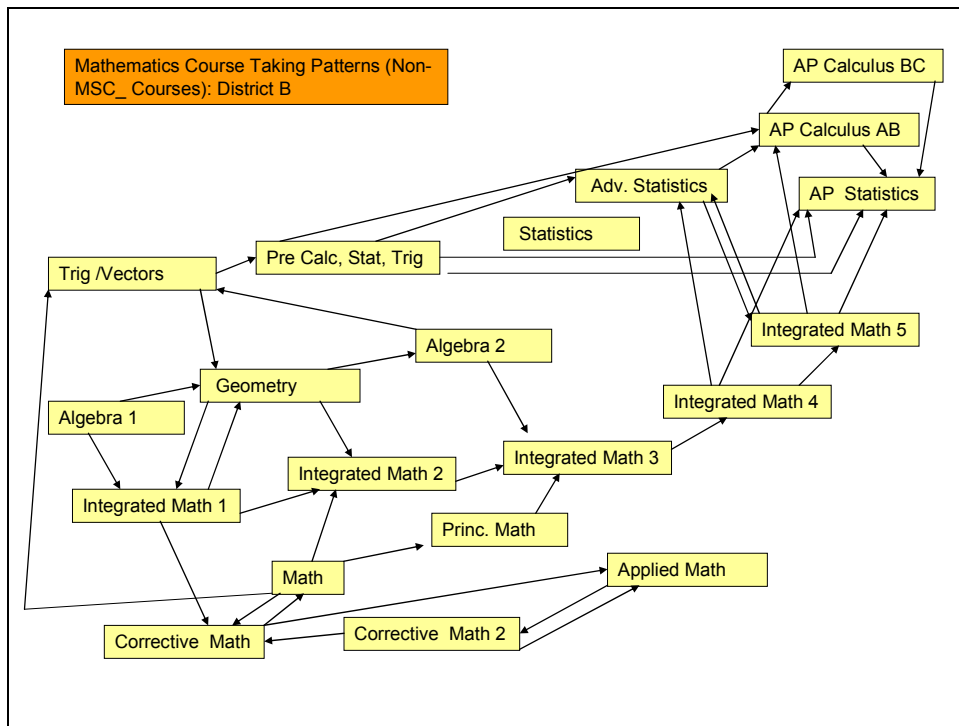 Mathematics Course Taking Patterns (Non-
MSC_ Courses): District B
AP Calculus BC
AP Calculus AB
Adv. Statistics
AP  Statistics
Statistics
Pre Calc, Stat, Trig
Trig /Vectors
Integrated Math 5
Algebra 2
Geometry
Integrated Math 4
Algebra 1
Integrated Math 3
Integrated Math 2
Integrated Math 1
Princ. Math
Math
Applied Math
Corrective  Math 2
Corrective  Math